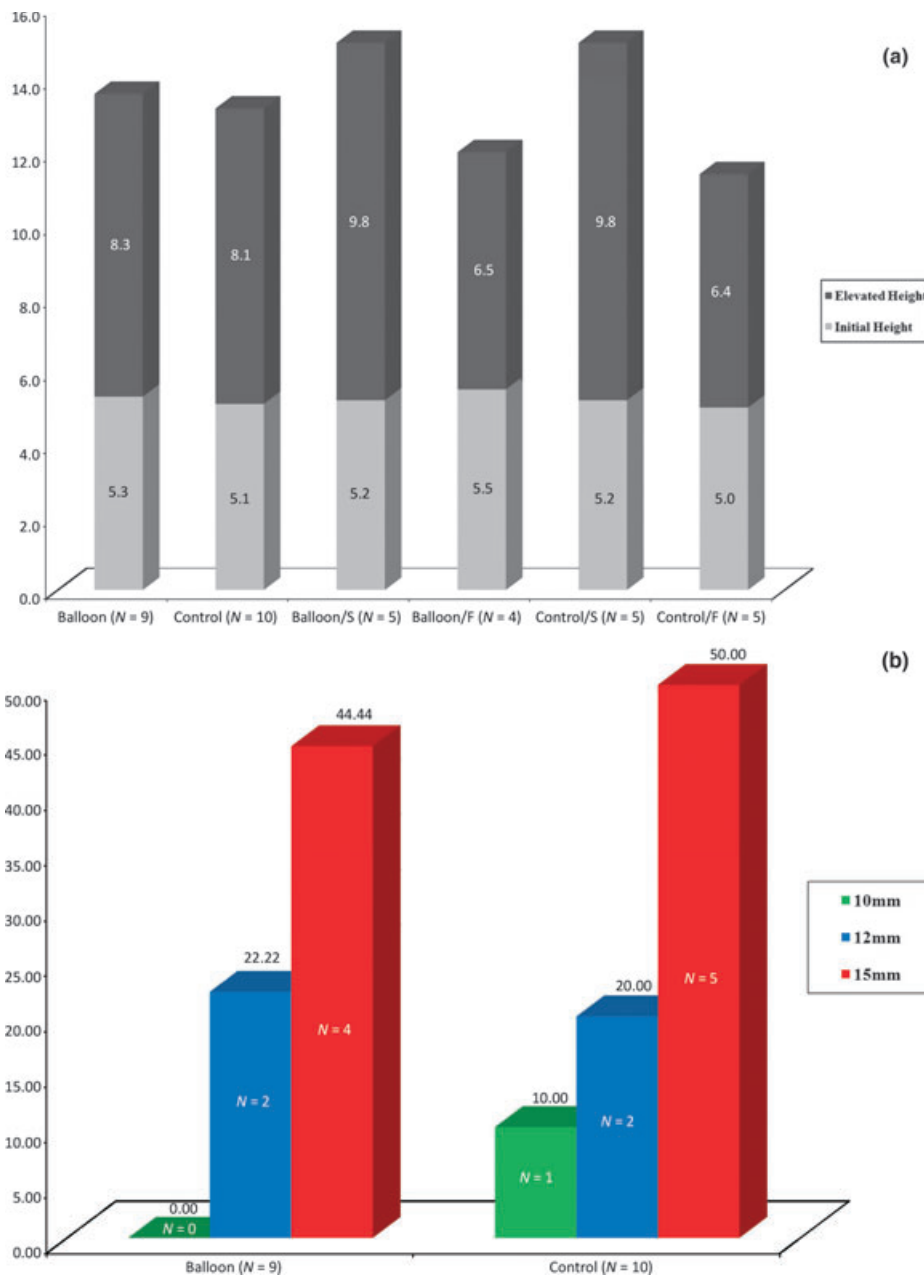 16.0
(a)
14.0
12.0
10.0
8.0
6.0
4.0
2.0
0.0
8.3
8.1
9.8
6.5
9.8
6.4
5.3
5.1
5.2
5.5
5.2
5.0
Elevated Height
Initial Height
Balloon (N = 9) Control (N = 10) Balloon/S (N = 5) Balloon/F (N = 4) Control/S (N = 5) Control/F (N = 5)
(b)
50.00
45.00
40.00
35.00
30.00
25.00
20.00
15.00
10.00
5.00
0.00
0.00
N = 0
22.22
N = 2
44.44
N = 4
10.00
N = 1
20.00
N = 2
50.00
N = 5
10mm
12mm
15mm
Balloon (N = 9) Control (N = 10)